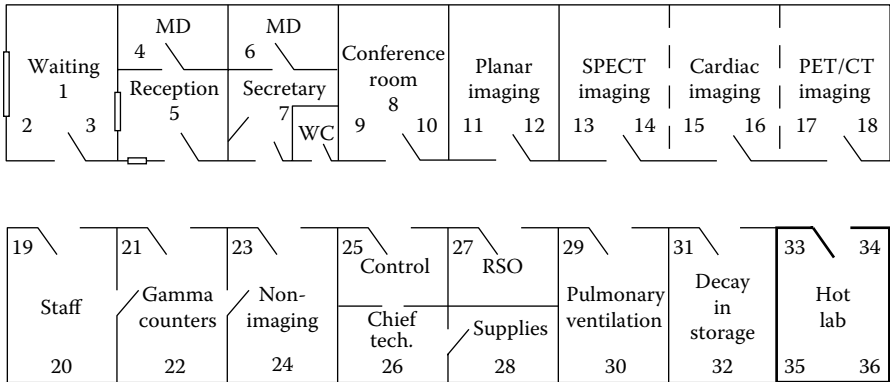 MD
MD
4
6
Waiting
1
2
3
Reception
5
Secretary
7
WC
Conference
room
8
9
10
Planar
imaging
11
12
SPECT
imaging
13
14
Cardiac
imaging
15
16
PET/CT
imaging
17
18
19
Staff
20
21
Gamma
counters
22
23
Non-
imaging
24
25
Control
Chief
tech.
26
27
RSO
Supplies
28
29
Pulmonary
ventilation
30
31
Decay
in
storage
32
33
34
Hot
lab
35
36